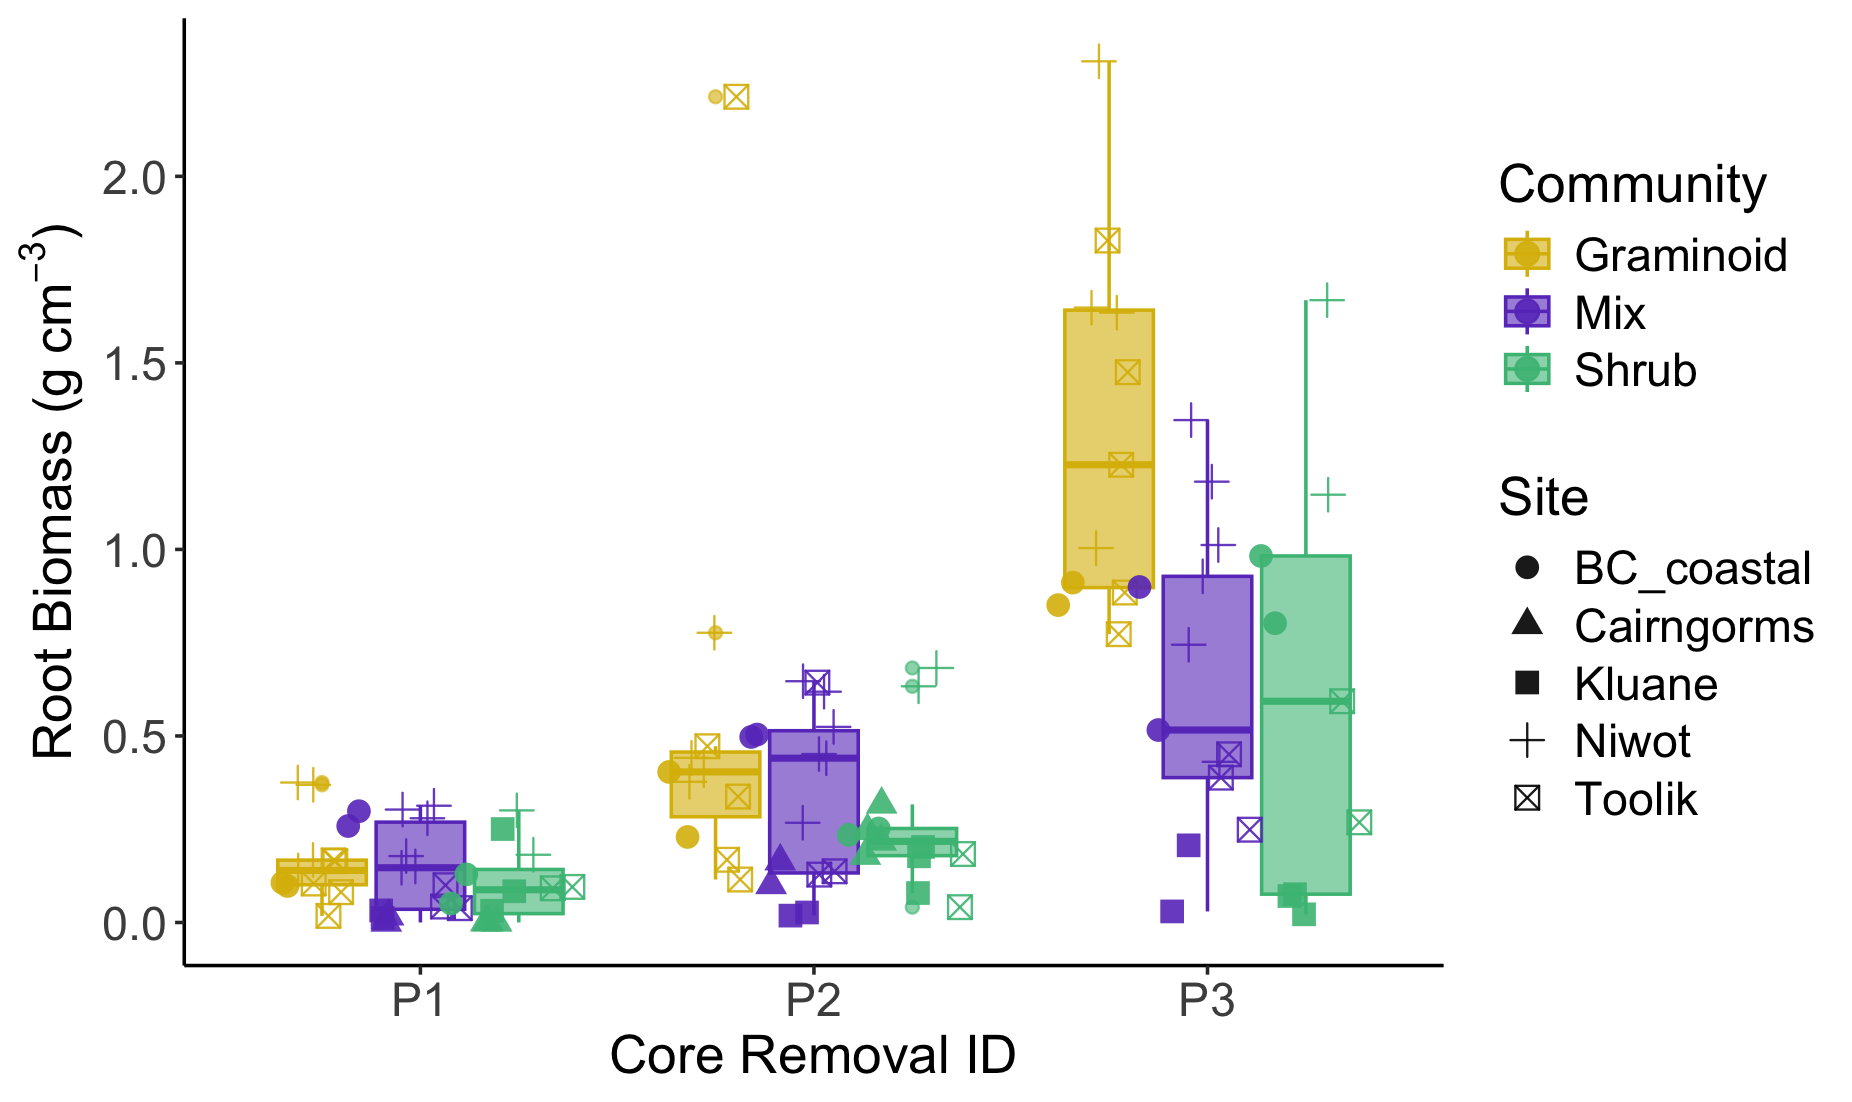 Root Biomass (g cm⁻³)
2.0
1.5
1.0
0.5
0.0
P1 P2 P3
Core Removal ID
Community
Graminoid
Mix
Shrub
Site
BC_coastal
Cairngorms
Kluane
Niwot
Toolik